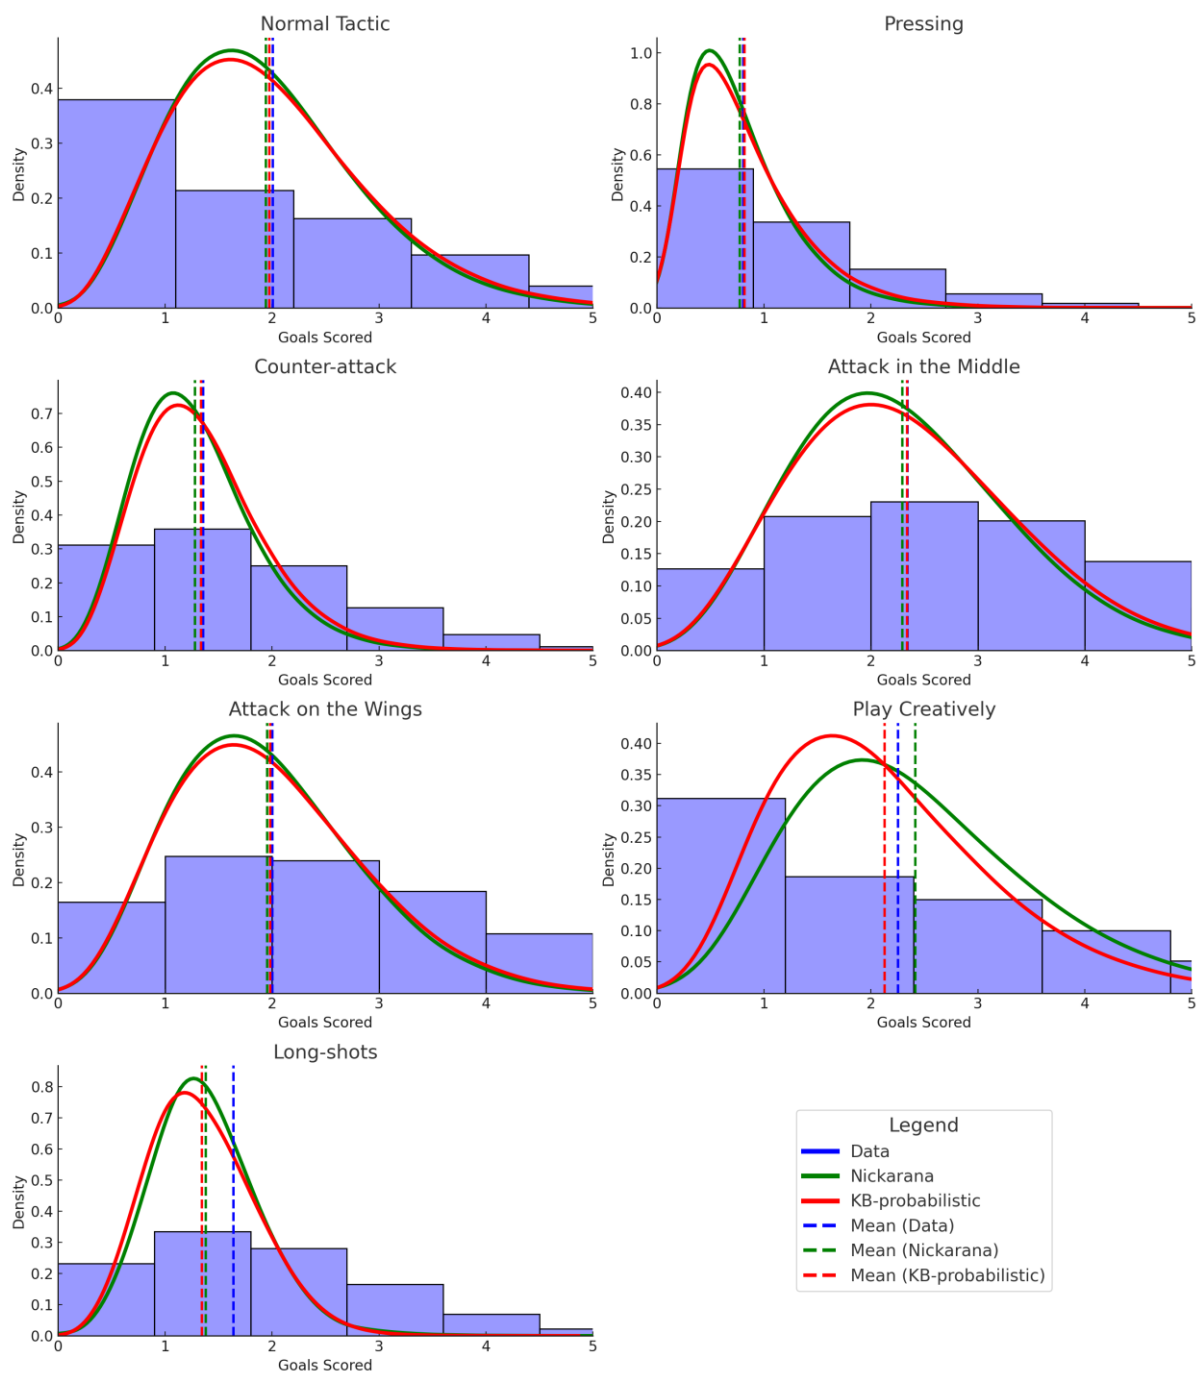 Normal Tactic
Density
0.4
0.3
0.2
0.1
0.0
0 1 2 3 4 5
Goals Scored
Pressing
Density
1.0
0.8
0.6
0.4
0.2
0.0
0 1 2 3 4 5
Goals Scored
Counter-attack
Density
0.7
0.6
0.5
0.4
0.3
0.2
0.1
0.0
0 1 2 3 4 5
Goals Scored
Attack in the Middle
Density
0.40
0.35
0.30
0.25
0.20
0.15
0.10
0.05
0.00
0 1 2 3 4 5
Goals Scored
Attack on the Wings
Density
0.4
0.3
0.2
0.1
0.0
0 1 2 3 4 5
Goals Scored
Play Creatively
Density
0.40
0.35
0.30
0.25
0.20
0.15
0.10
0.05
0.00
0 1 2 3 4 5
Goals Scored
Long-shots
Density
0.8
0.7
0.6
0.5
0.4
0.3
0.2
0.1
0.0
0 1 2 3 4 5
Goals Scored
Legend
Data
Nickarana
KB-probabilistic
Mean (Data)
Mean (Nickarana)
Mean (KB-probabilistic)